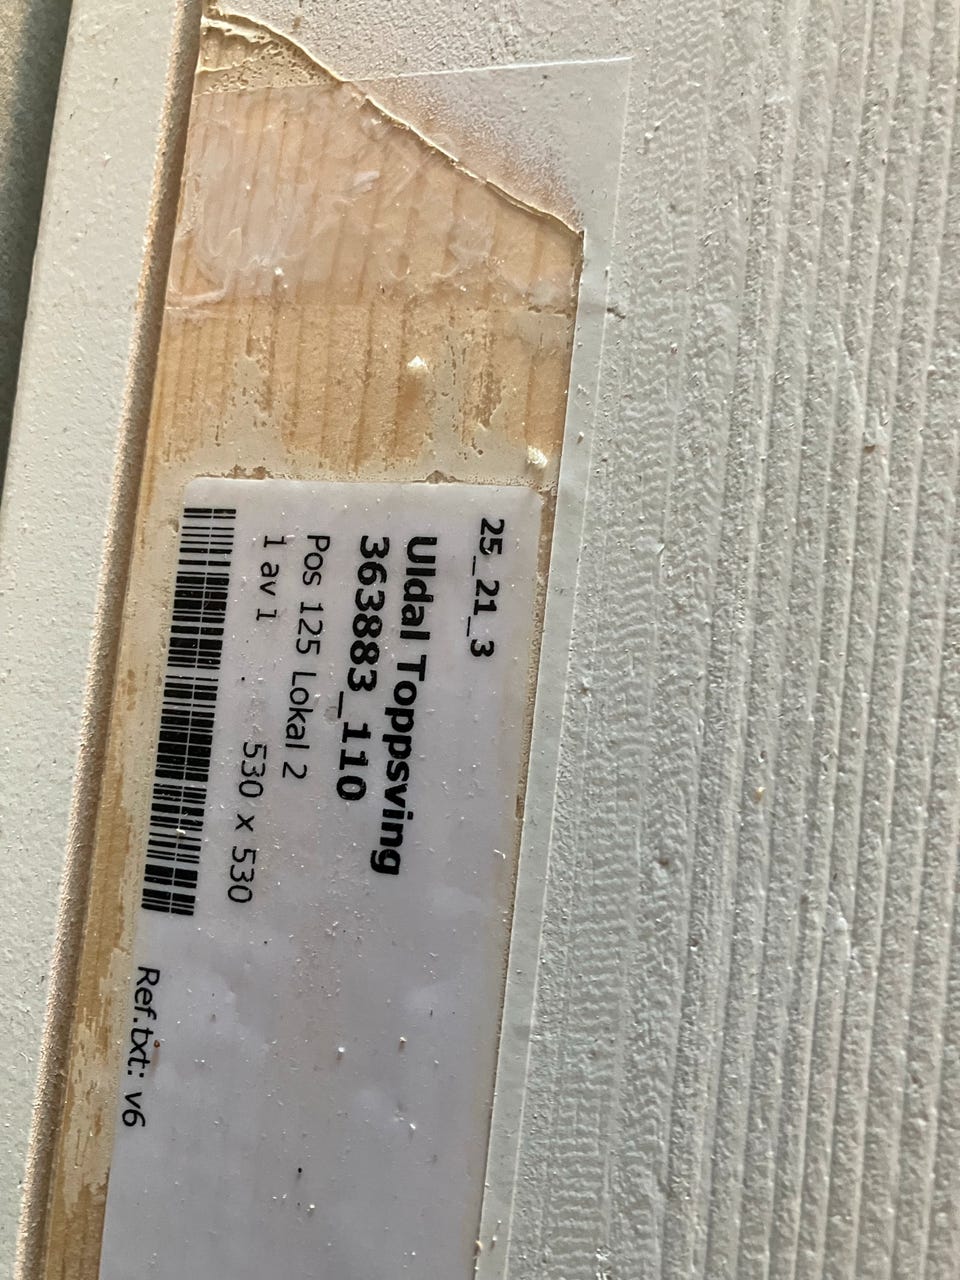 25_21_3
Uldal Toppsving
363883_110
Pos 125 Lokal 2
1 av 1 530 x 530
Ref.txt: v6